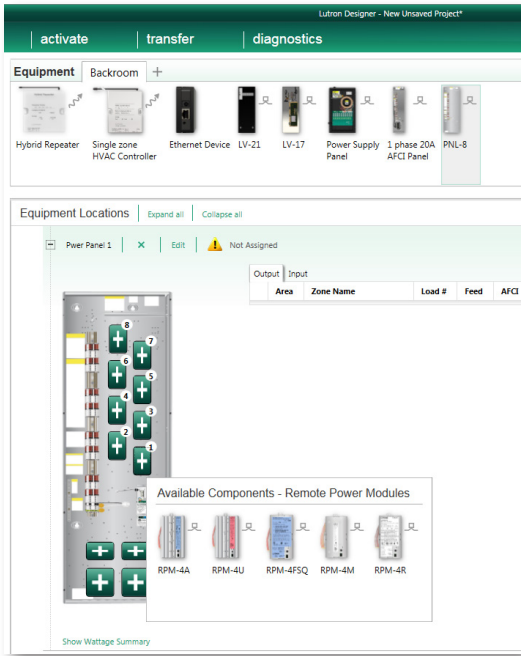 Lutron Designer - New Unsaved Project*
activate transfer diagnostics
Equipment Backroom +
Hybrid Repeater Single zone HVAC Controller Ethernet Device LV-21 LV-17 Power Supply Panel 1 phase 20A AFCI Panel PNL-8
Equipment Locations Expand all Collapse all
Pwer Panel 1 × Edit Not Assigned
Output Input
Area Zone Name Load # Feed AFCI
8
7
6
5
4
3
2
1
Available Components - Remote Power Modules
RPM-4A RPM-4U RPM-4FSQ RPM-4M RPM-4R
Show Wattage Summary